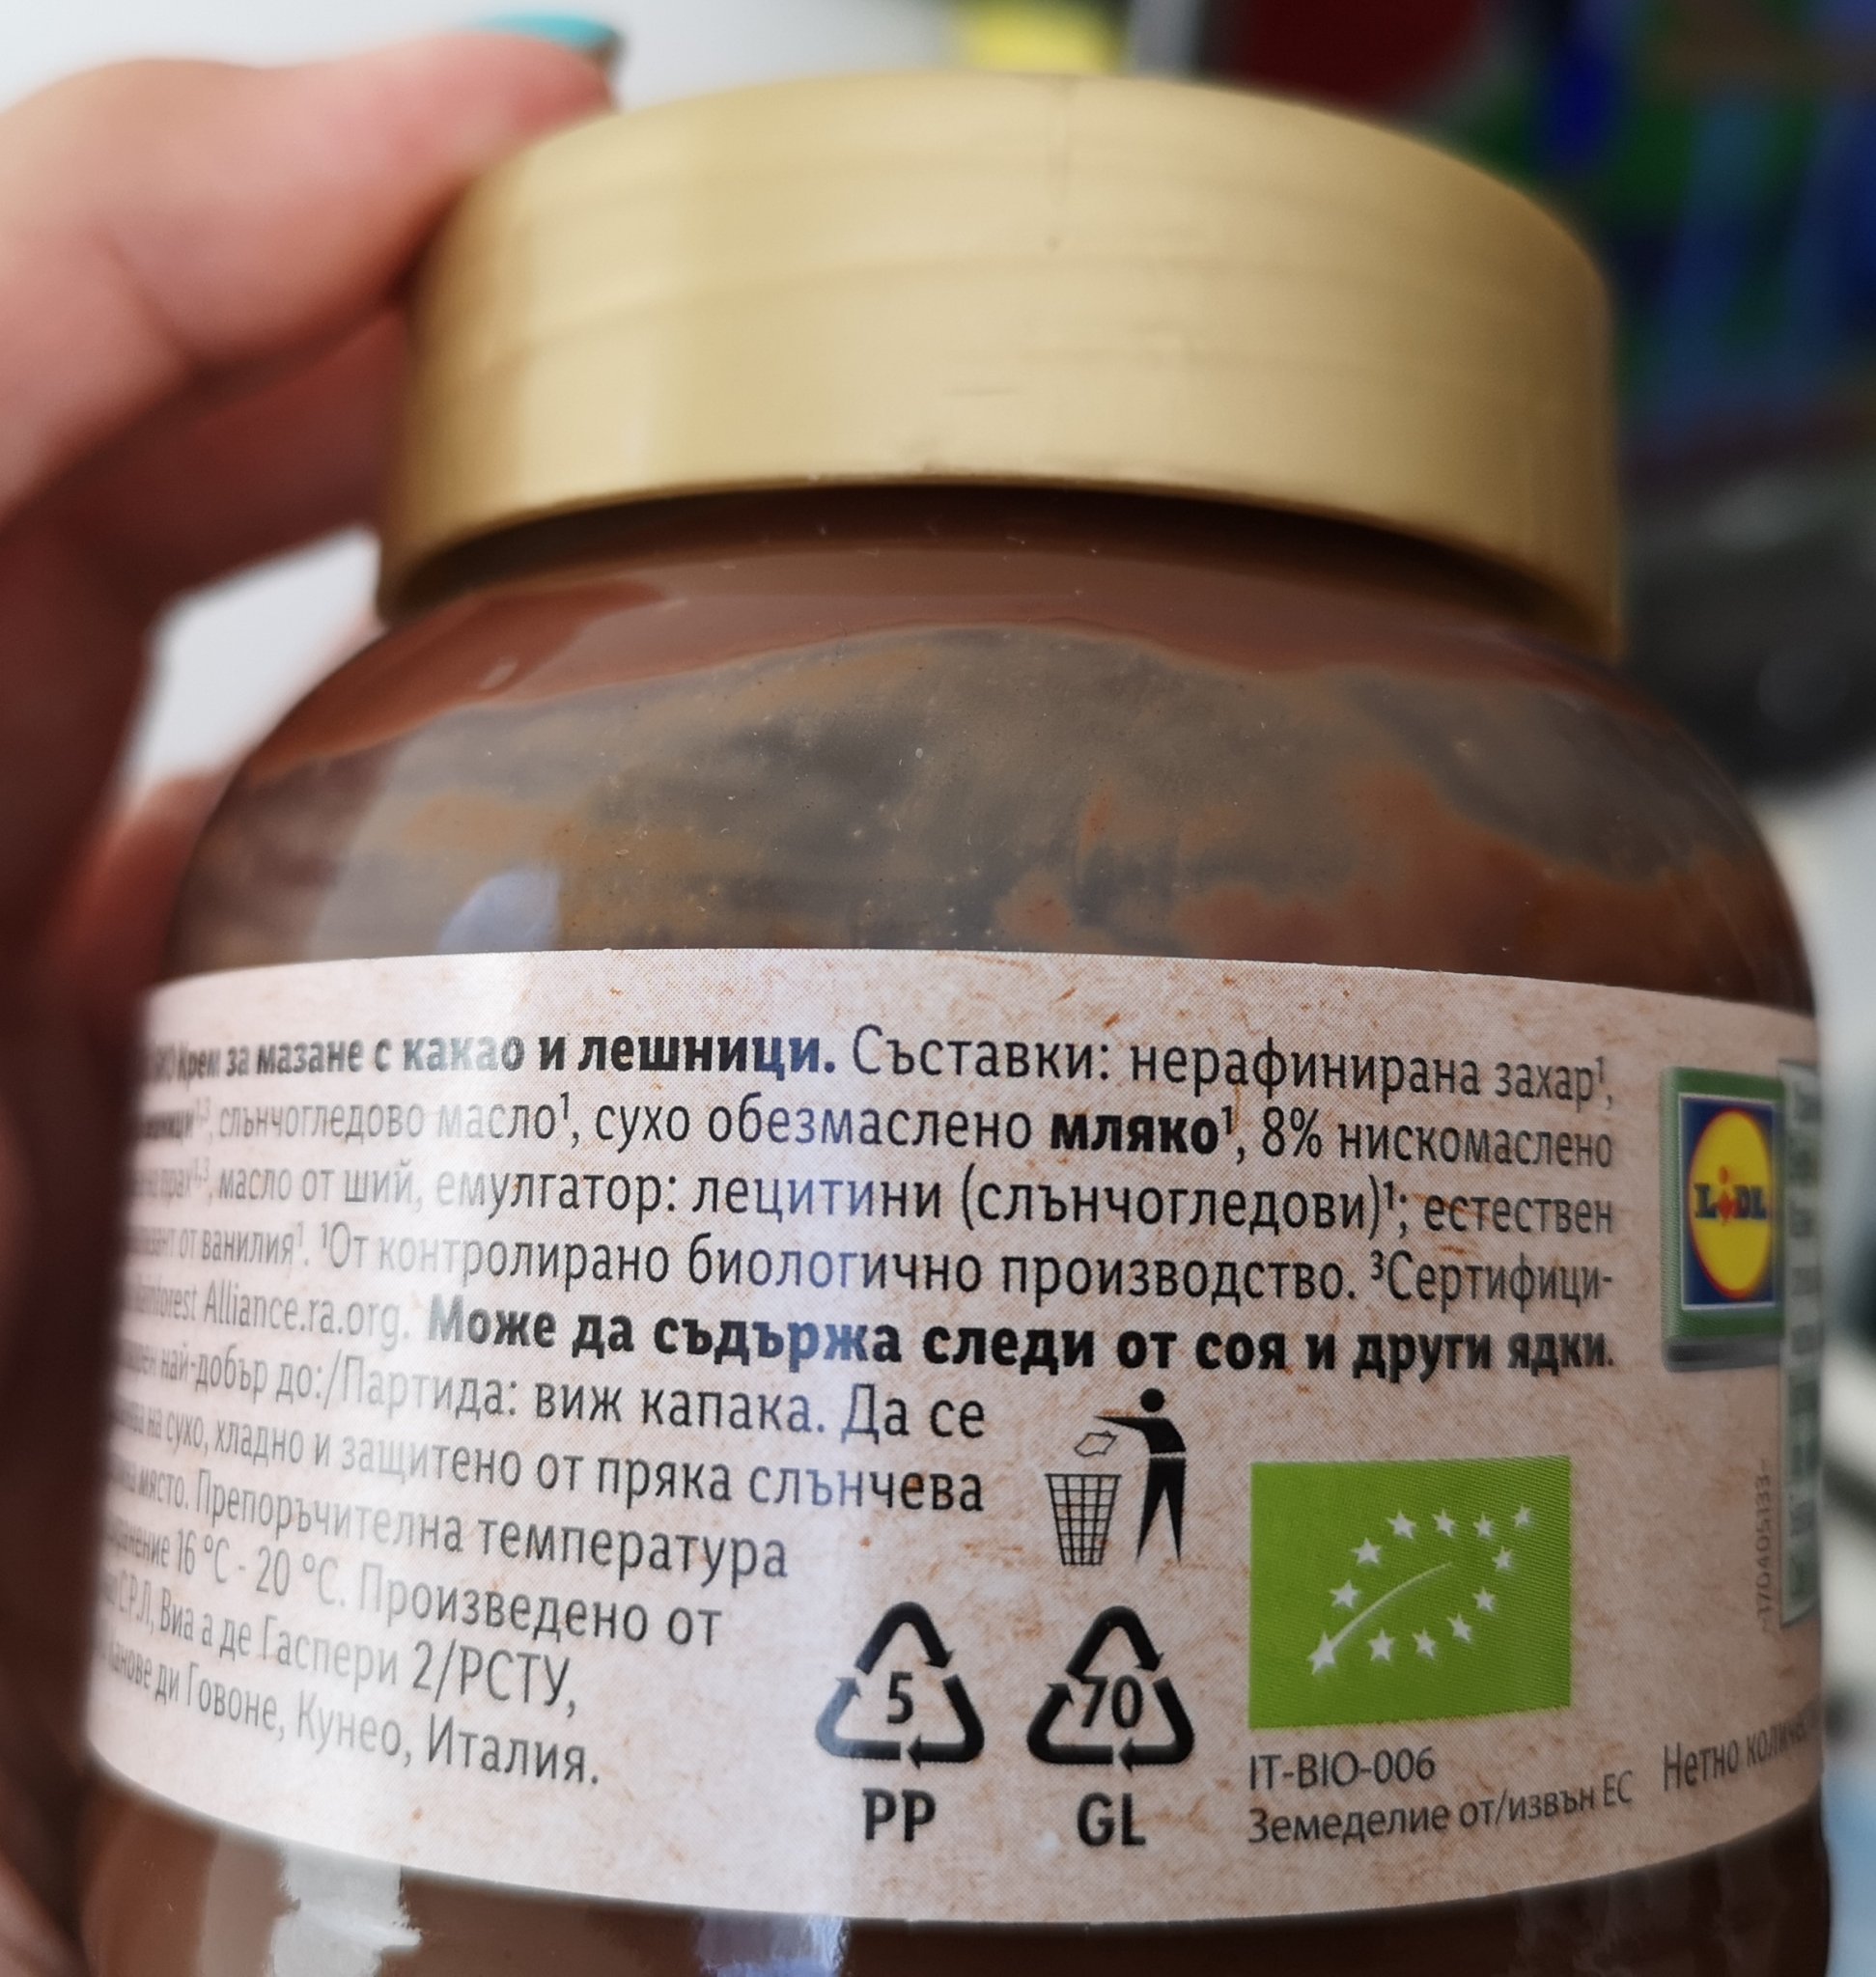 Крем за мазане с какао и лешници. Съставки: нерафинирана захар¹,
слънчогледово масло¹, сухо обезмаслено мляко¹, 8% нискомаслено
прах¹·³, масло от ший, емулгатор: лецитини (слънчогледови)¹; естествен
от ванилия¹. ¹От контролирано биологично производство. ³Сертифици-
Alliance.ra.org. Може да съдържа следи от соя и други ядки.
най-добър до:/Партида: виж капака. Да се
на сухо, хладно и защитено от пряка слънчева
място. Препоръчителна температура
16 °C - 20 °C. Произведено от
СРЛ, Виа а де Гаспери 2/РСТУ,
ди Говоне, Кунео, Италия.
5
PP
70
GL
IT-BIO-006
Земеделие от/извън ЕС
LIDL
Нетно